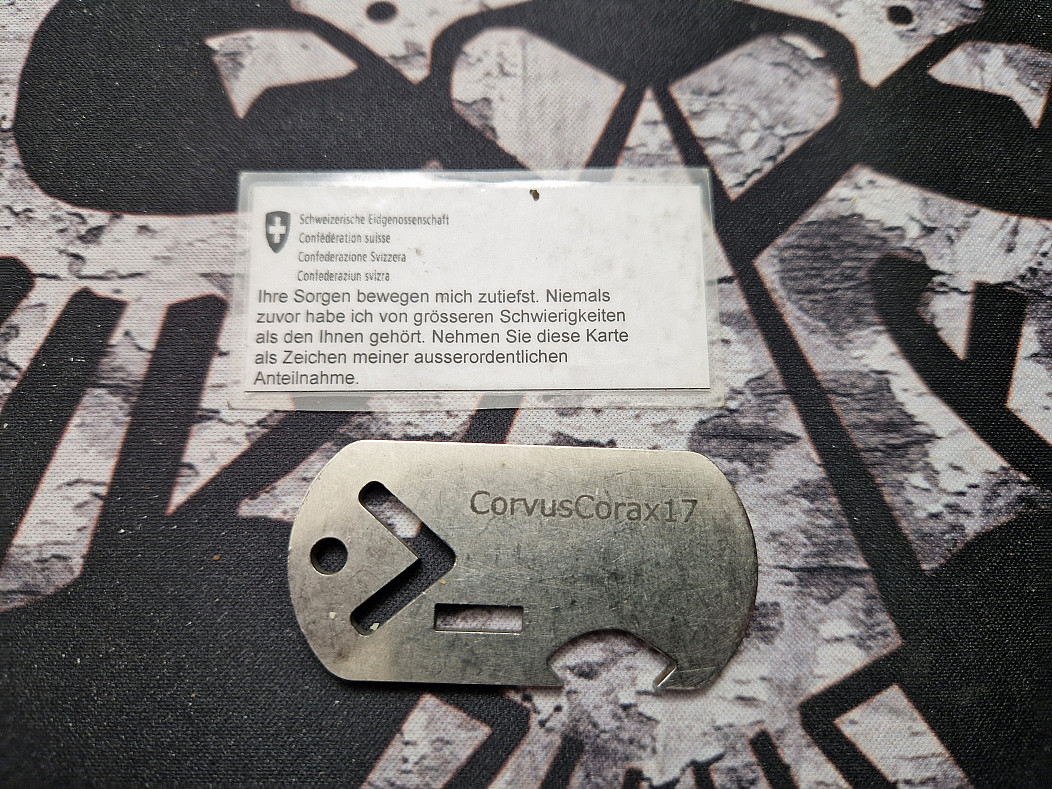 Schweizerische Eidgenossenschaft
Confédération suisse
Confederazione Svizzera
Confederaziun svizra
Ihre Sorgen bewegen mich zutiefst. Niemals
zuvor habe ich von grösseren Schwierigkeiten
als den Ihnen gehört. Nehmen Sie diese Karte
als Zeichen meiner ausserordentlichen
Anteilnahme.
CorvusCorax17